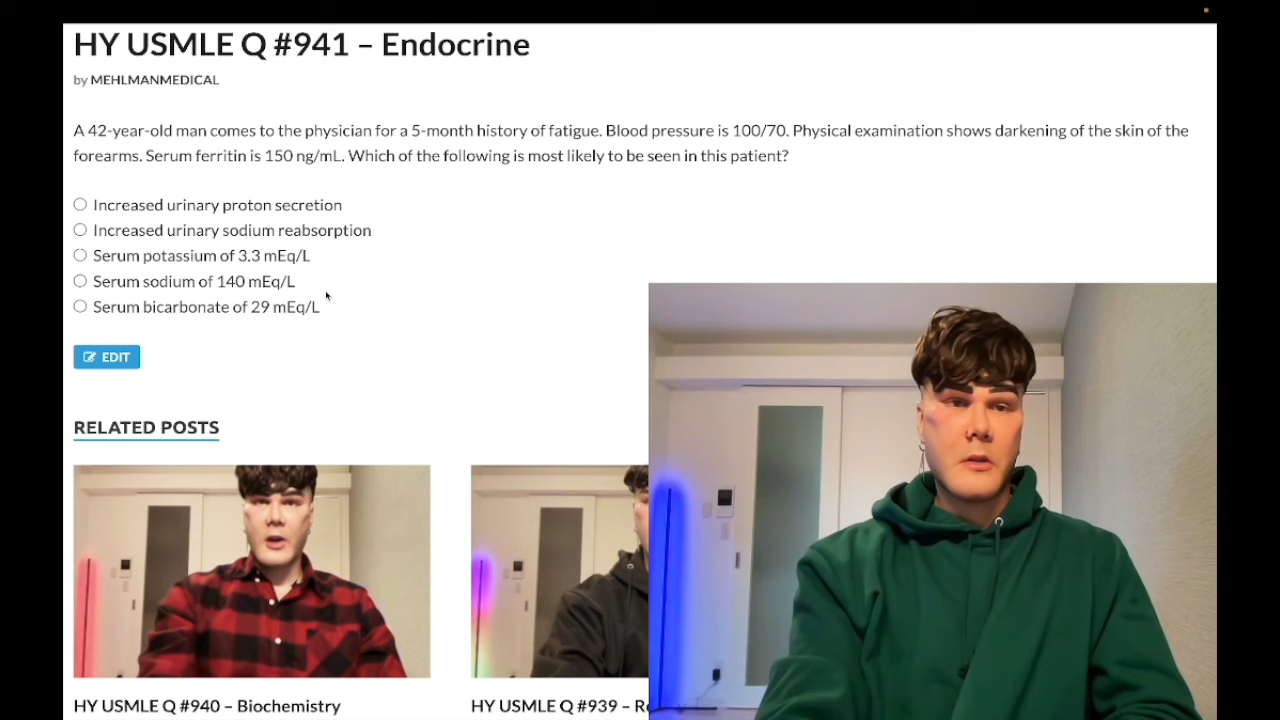 HY USMLE Q #941 – Endocrine
by MEHLMANMEDICAL
A 42-year-old man comes to the physician for a 5-month history of fatigue. Blood pressure is 100/70. Physical examination shows darkening of the skin of the
forearms. Serum ferritin is 150 ng/mL. Which of the following is most likely to be seen in this patient?
Increased urinary proton secretion
Increased urinary sodium reabsorption
Serum potassium of 3.3 mEq/L
Serum sodium of 140 mEq/L
Serum bicarbonate of 29 mEq/L
EDIT
RELATED POSTS
HY USMLE Q #940 – Biochemistry
HY USMLE Q #939 –